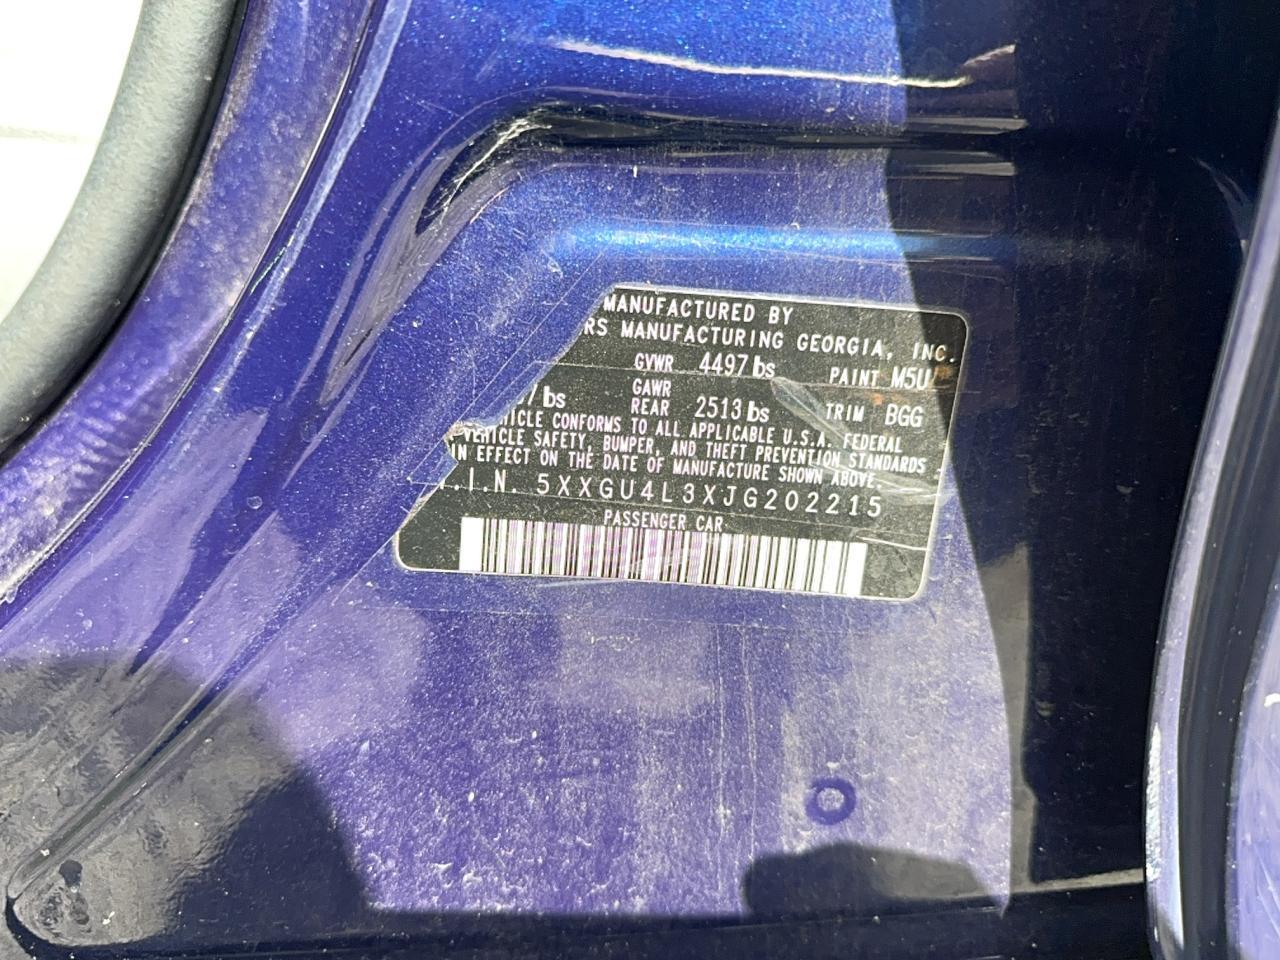 MANUFACTURED BY
RS MANUFACTURING GEORGIA, INC.
GVWR 4497 lbs PAINT M5U
7 lbs GAWR REAR 2513 lbs TRIM BGG
VEHICLE CONFORMS TO ALL APPLICABLE U.S.A. FEDERAL
VEHICLE SAFETY, BUMPER, AND THEFT PREVENTION STANDARDS
IN EFFECT ON THE DATE OF MANUFACTURE SHOWN ABOVE.
.I.N. 5XXGU4L3XJG202215
PASSENGER CAR